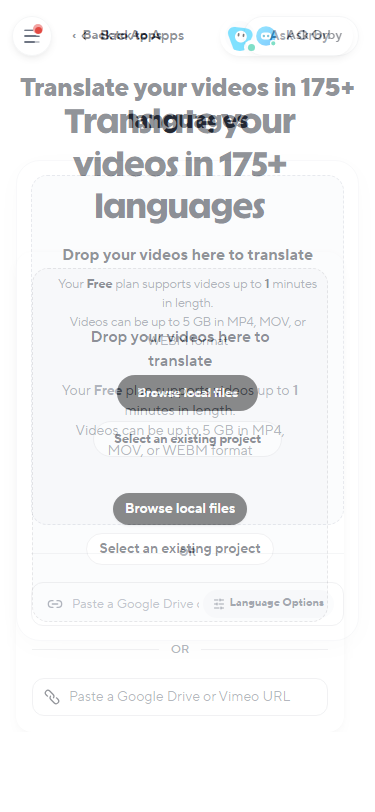 ‹ Back to Apps
Ask Orby
Translate your videos in 175+
languages
Translate your
videos in 175+
languages
Drop your videos here to translate
Your Free plan supports videos up to 1 minutes
in length.
Videos can be up to 5 GB in MP4, MOV, or
WEBM format
Drop your videos here to
translate
Browse local files
Your Free plan supports videos up to 1
minutes in length.
Select an existing project
Videos can be up to 5 GB in MP4,
MOV, or WEBM format
Browse local files
Select an existing project
OR
Paste a Google Drive
Language Options
OR
Paste a Google Drive or Vimeo URL